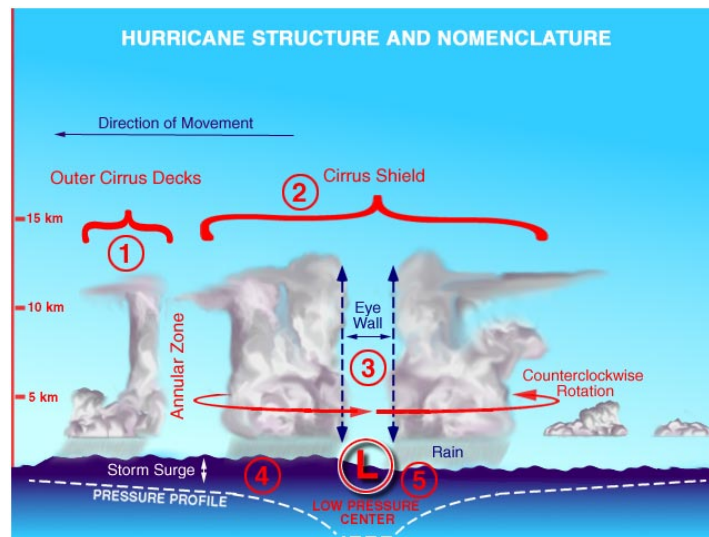 HURRICANE STRUCTURE AND NOMENCLATURE
Direction of Movement
Outer Cirrus Decks
2
Cirrus Shield
15 km
1
10 km
Eye
Wall
Annular Zone
3
5 km
Counterclockwise
Rotation
Storm Surge
4
L
5
Rain
PRESSURE PROFILE
LOW PRESSURE
CENTER